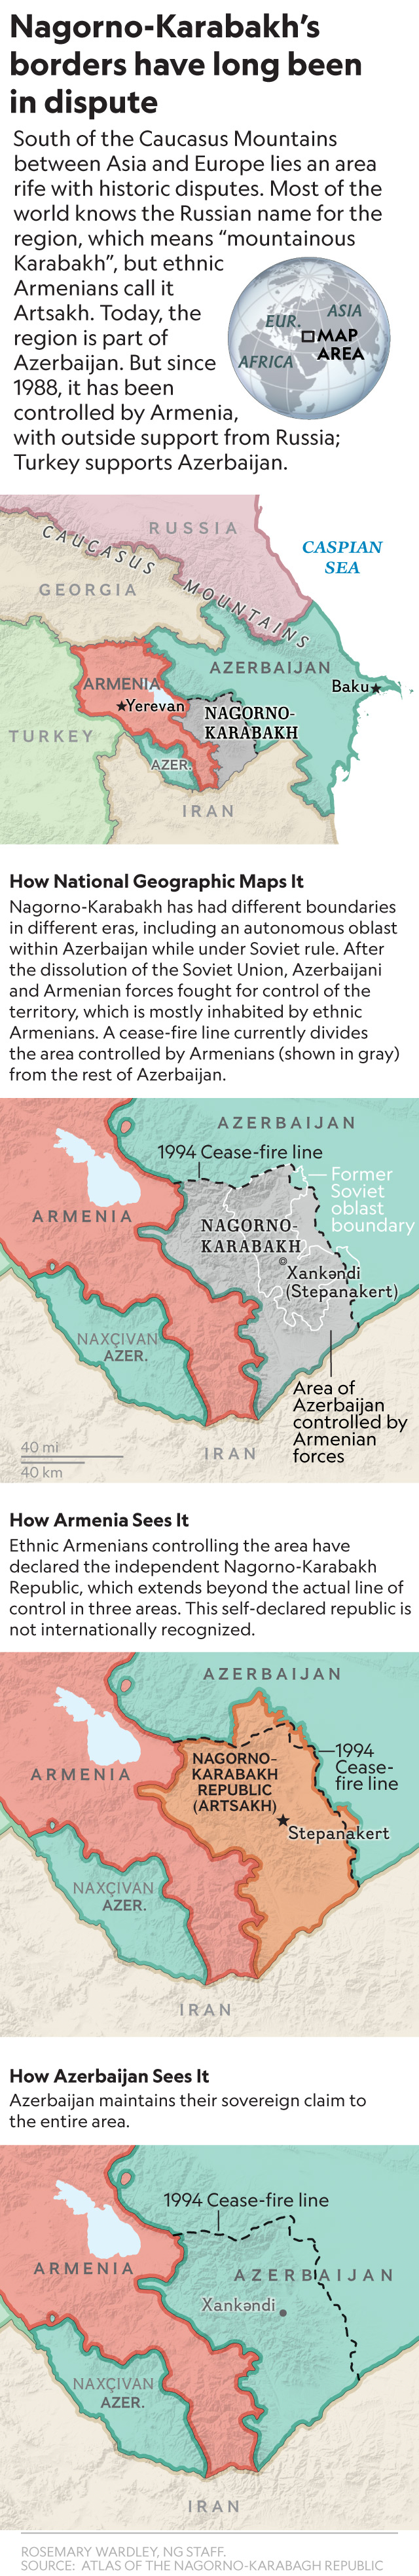 Nagorno-Karabakh's
borders have long been
in dispute
South of the Caucasus Mountains
between Asia and Europe lies an area
rife with historic disputes. Most of the
world knows the Russian name for the
region, which means “mountainous
Karabakh”, but ethnic
Armenians call it
Artsakh. Today, the
region is part of
Azerbaijan. But since
1988, it has been
controlled by Armenia,
with outside support from Russia;
Turkey supports Azerbaijan.
EUR.
ASIA
MAP
AREA
AFRICA
RUSSIA
CAUCASUS MOUNTAINS
CASPIAN
SEA
GEORGIA
AZERBAIJAN
ARMENIA
Baku
Yerevan
NAGORNO-
KARABAKH
TURKEY
AZER.
IRAN
How National Geographic Maps It
Nagorno-Karabakh has had different boundaries
in different eras, including an autonomous oblast
within Azerbaijan while under Soviet rule. After
the dissolution of the Soviet Union, Azerbaijani
and Armenian forces fought for control of the
territory, which is mostly inhabited by ethnic
Armenians. A cease-fire line currently divides
the area controlled by Armenians (shown in gray)
from the rest of Azerbaijan.
AZERBAIJAN
1994 Cease-fire line
Former
Soviet
oblast
boundary
ARMENIA
NAGORNO-
KARABAKH
Xankəndi
(Stepanakert)
NAXÇIVAN
AZER.
Area of
Azerbaijan
controlled by
Armenian
forces
40 mi
40 km
IRAN
How Armenia Sees It
Ethnic Armenians controlling the area have
declared the independent Nagorno-Karabakh
Republic, which extends beyond the actual line of
control in three areas. This self-declared republic is
not internationally recognized.
AZERBAIJAN
1994
Cease-
fire line
NAGORNO-
KARABAKH
REPUBLIC
(ARTSAKH)
ARMENIA
Stepanakert
NAXÇIVAN
AZER.
IRAN
How Azerbaijan Sees It
Azerbaijan maintains their sovereign claim to
the entire area.
1994 Cease-fire line
ARMENIA
AZERBAIJAN
Xankəndi
NAXÇIVAN
AZER.
IRAN
ROSEMARY WARDLEY, NG STAFF.
SOURCE: ATLAS OF THE NAGORNO-KARABAGH REPUBLIC